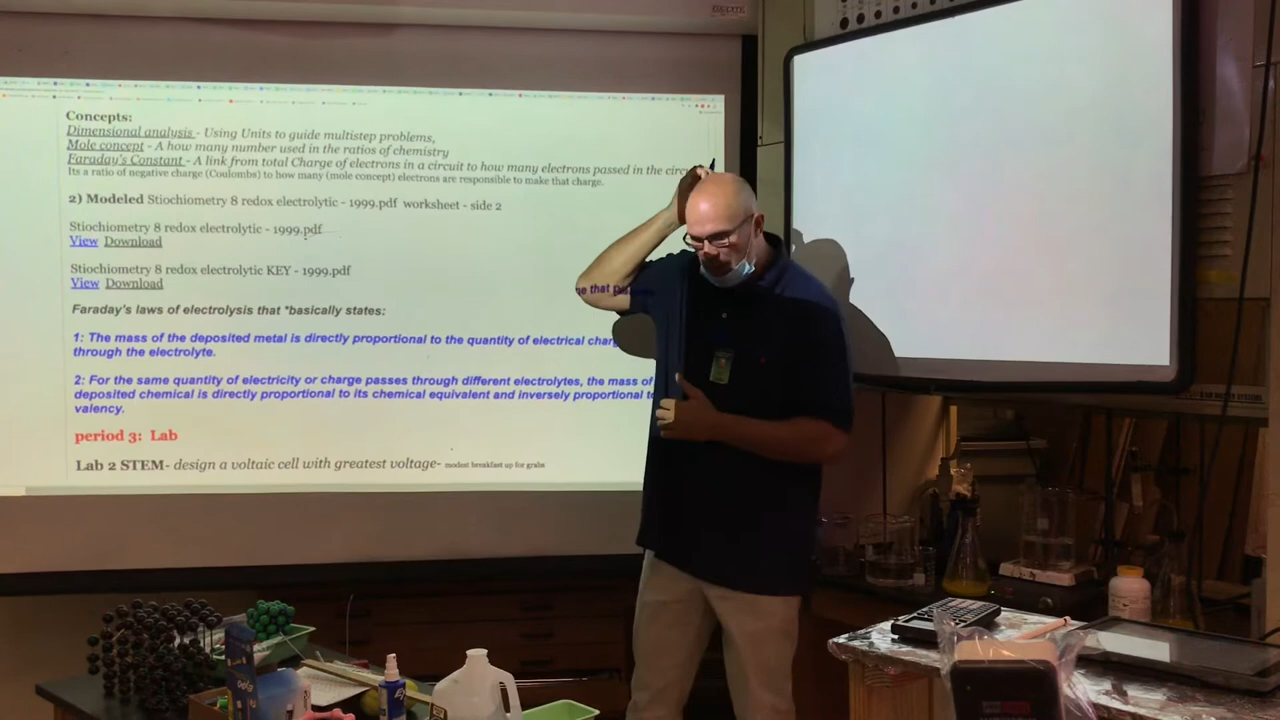 Concepts:
Dimensional analysis - Using Units to guide multistep problems,
Mole concept - A how many number used in the ratios of chemistry
Faraday's Constant - A link from total Charge of electrons in a circuit to how many electrons passed in the circ
Its a ratio of negative charge (Coulombs) to how many (mole concept) electrons are responsible to make that charge.
2) Modeled Stiochiometry 8 redox electrolytic - 1999.pdf worksheet - side 2
Stiochiometry 8 redox electrolytic - 1999.pdf
View Download
Stiochiometry 8 redox electrolytic KEY - 1999.pdf
View Download
Faraday's laws of electrolysis that *basically states:
1: The mass of the deposited metal is directly proportional to the quantity of electrical char
e that p
through the electrolyte.
2: For the same quantity of electricity or charge passes through different electrolytes, the mass of
deposited chemical is directly proportional to its chemical equivalent and inversely proportional t
valency.
period 3: Lab
Lab 2 STEM- design a voltaic cell with greatest voltage- modest breakfast up for grabs